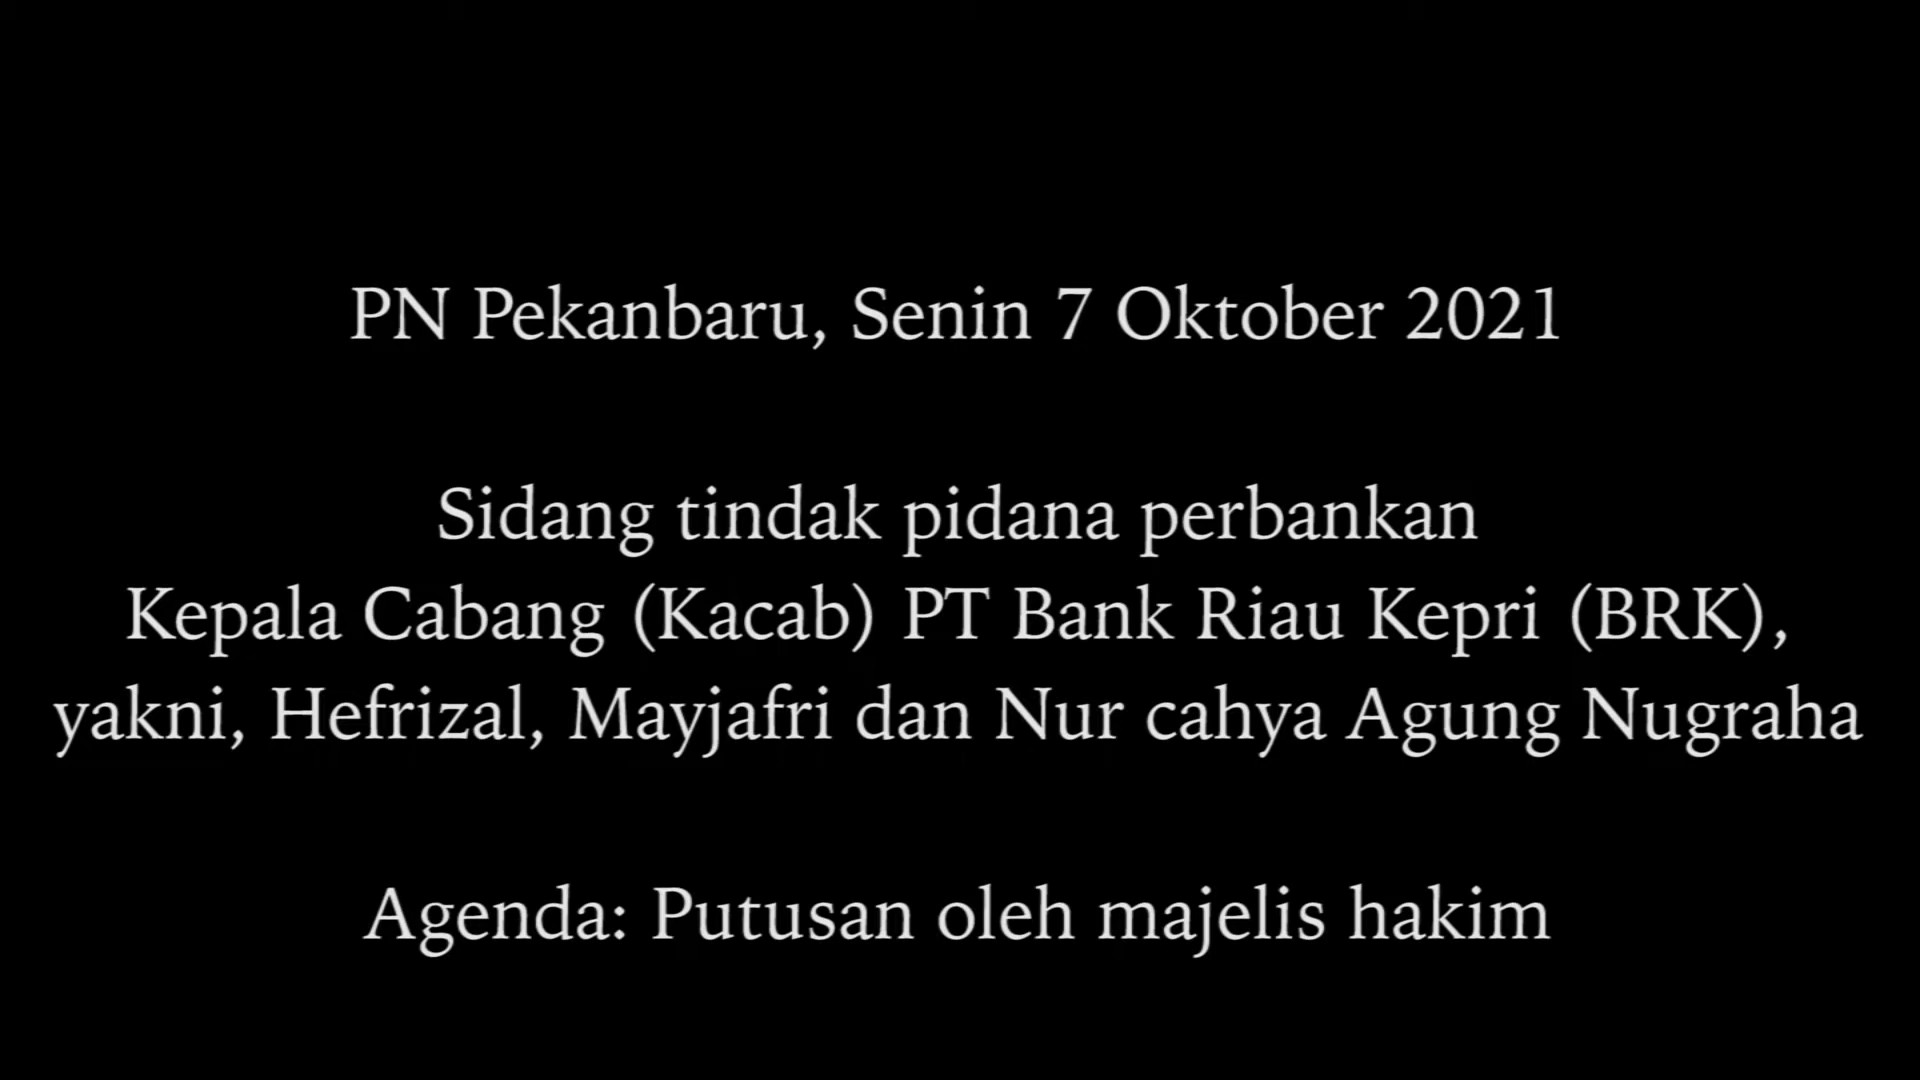 PN Pekanbaru, Senin 7 Oktober 2021
Sidang tindak pidana perbankan
Kepala Cabang (Kacab) PT Bank Riau Kepri (BRK),
yakni, Hefrizal, Mayjafri dan Nur cahya Agung Nugraha
Agenda: Putusan oleh majelis hakim